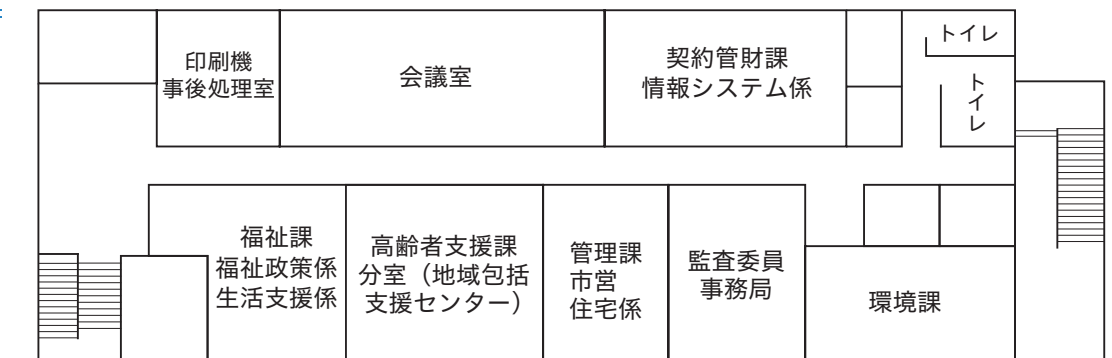 印刷機
事後処理室
会議室
契約管財課
情報システム係
トイレ
トイレ
福祉課
福祉政策係
生活支援係
高齢者支援課
分室（地域包括
支援センター）
管理課
市営
住宅係
監査委員
事務局
環境課